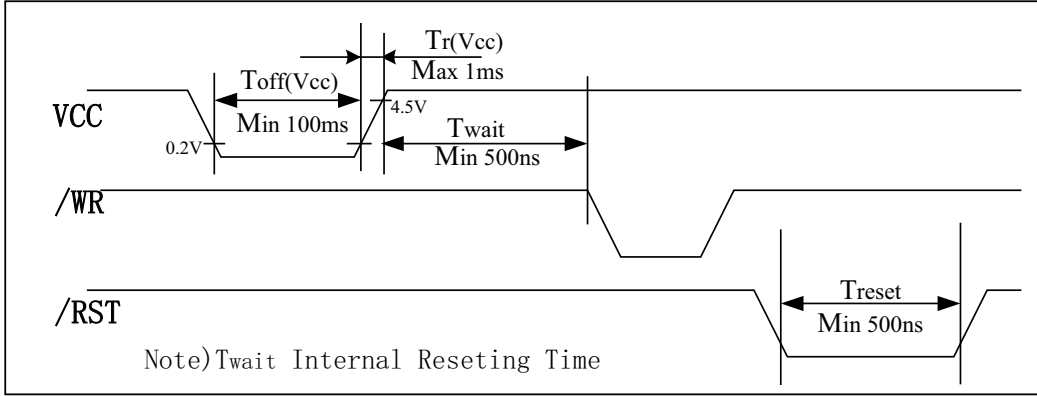 Tr(Vcc)
Max 1ms
Toff(Vcc)
Min 100ms
VCC
4.5V
0.2V
Twait
Min 500ns
/WR
/RST
Treset
Min 500ns
Note)Twait Internal Reseting Time